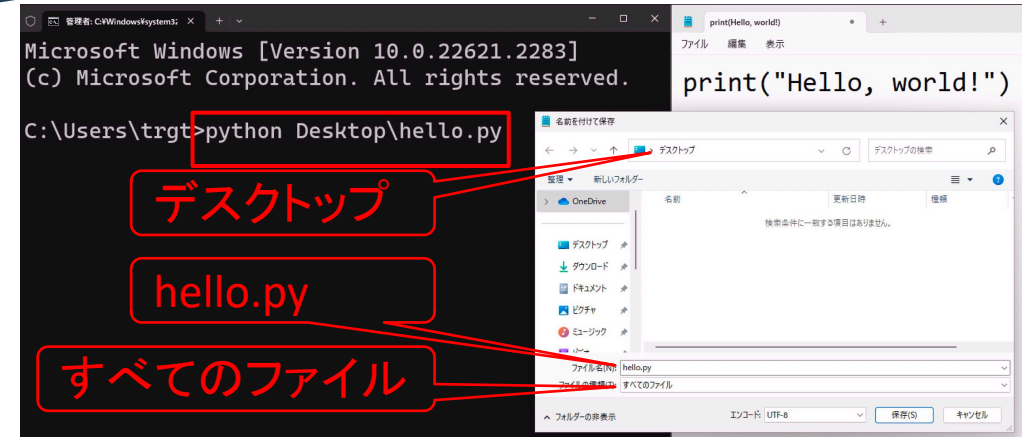 管理者: C:¥Windows¥system3
Microsoft Windows [Version 10.0.22621.2283]
(c) Microsoft Corporation. All rights reserved.
C:\Users\trgt>python Desktop\hello.py
デスクトップ
hello.py
すべてのファイル
print(Hello, world!)
ファイル 編集 表示
print("Hello, world!")
名前を付けて保存
デスクトップ
デスクトップの検索
整理 新しいフォルダー
OneDrive
名前 更新日時 種類
検索条件に一致する項目はありません。
デスクトップ
ダウンロード
ドキュメント
ピクチャ
ミュージック
ファイル名(N): hello.py
ファイルの種類(T): すべてのファイル
フォルダーの非表示
エンコード: UTF-8
保存(S) キャンセル